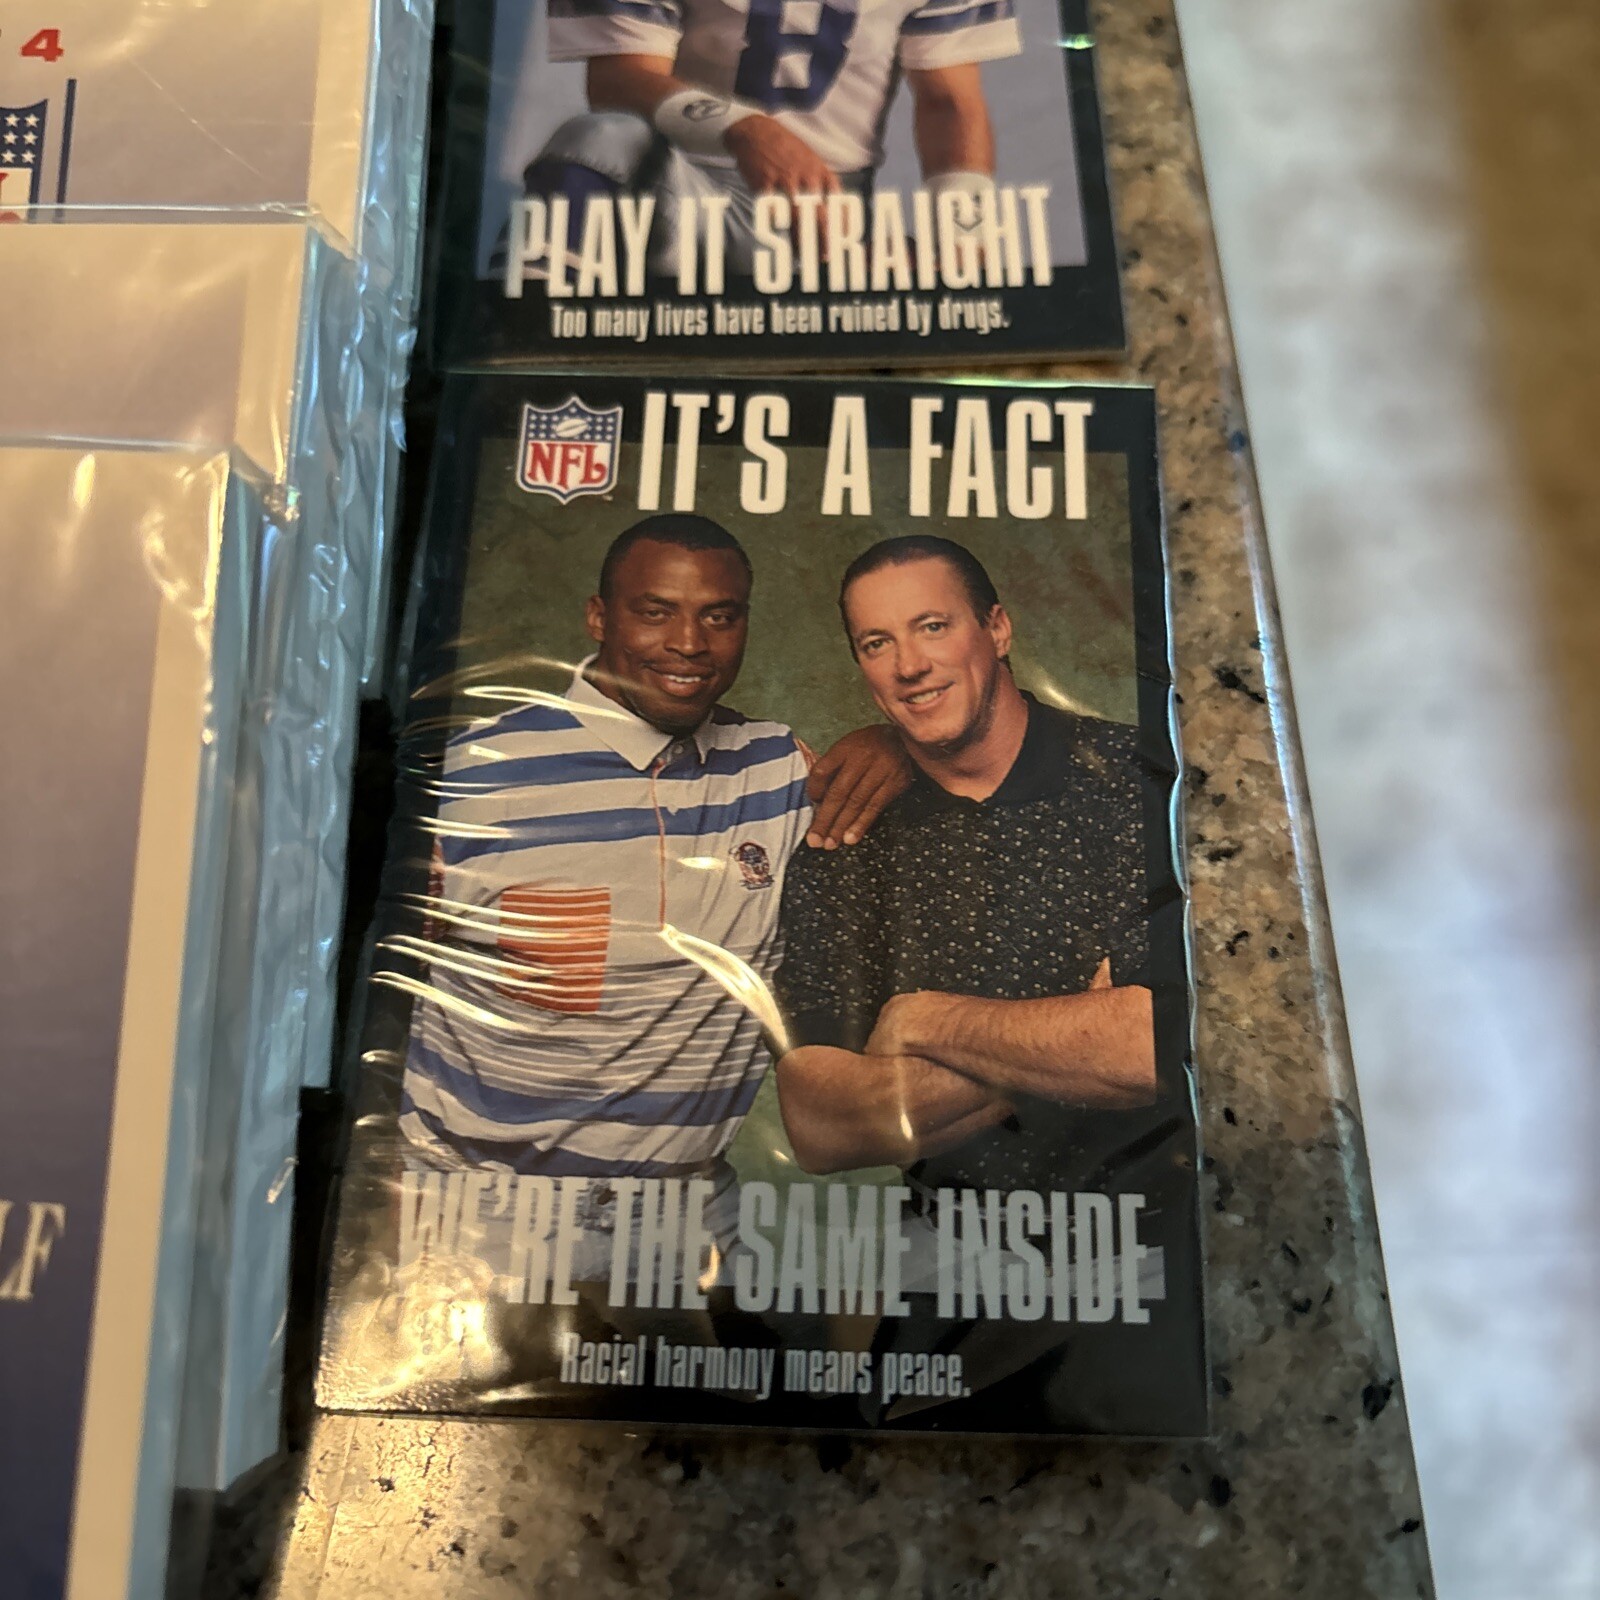 4
8
PLAY IT STRAIGHT
Too many lives have been ruined by drugs.
NFL
IT'S A FACT
WE'RE THE SAME INSIDE
Racial harmony means peace.